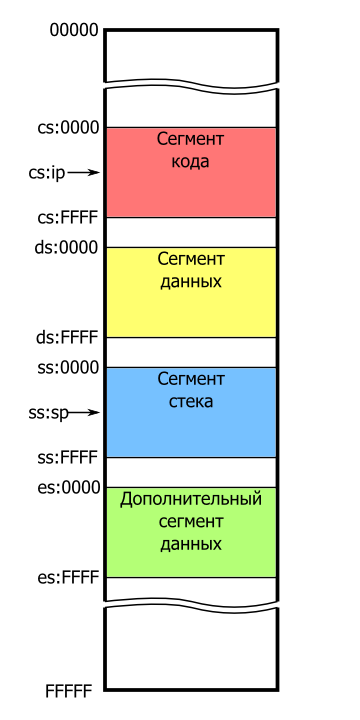 00000
cs:0000
Сегмент
кода
cs:ip
cs:FFFF
ds:0000
Сегмент
данных
ds:FFFF
ss:0000
Сегмент
стека
ss:sp
ss:FFFF
es:0000
Дополнительный
сегмент
данных
es:FFFF
FFFFF